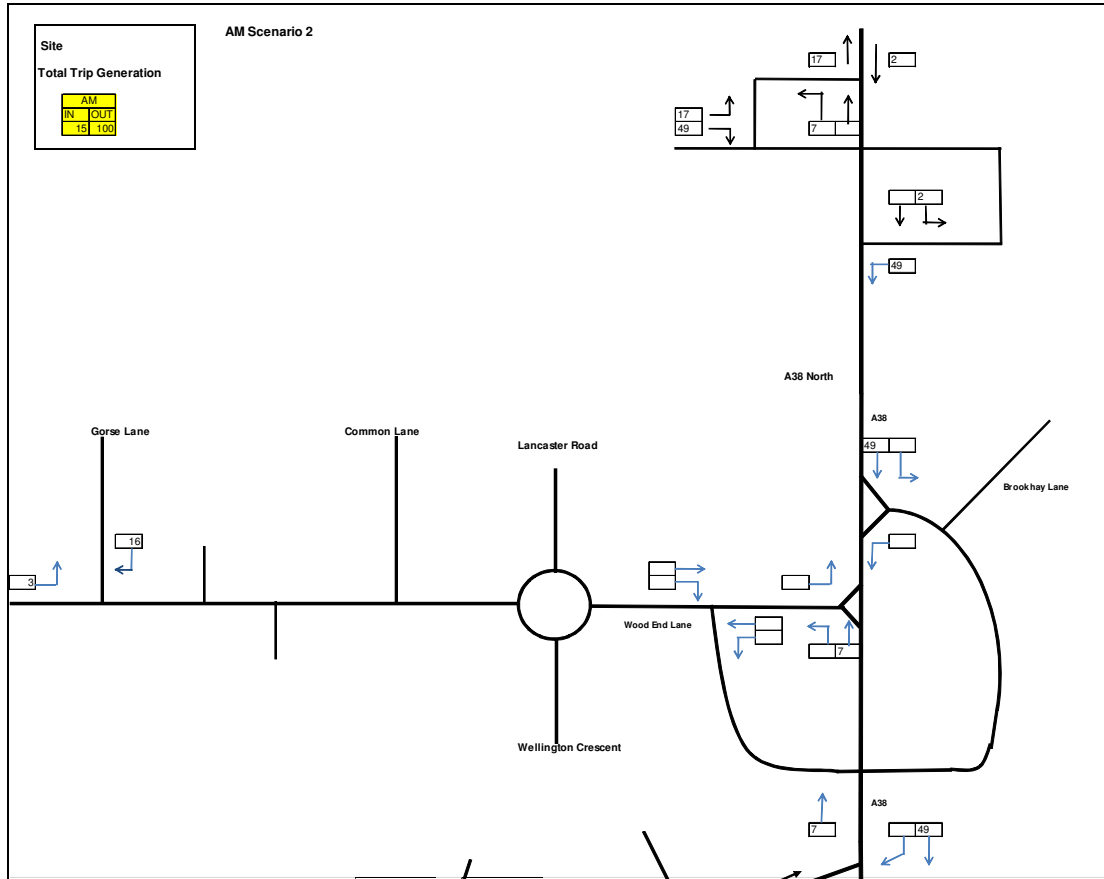 AM Scenario 2
Site
Total Trip Generation
AM
IN OUT
15 100
17
2
17
49
7
2
49
A38 North
A38
49
Gorse Lane
Common Lane
Lancaster Road
Brookhay Lane
16
3
Wood End Lane
7
Wellington Crescent
A38
7
49